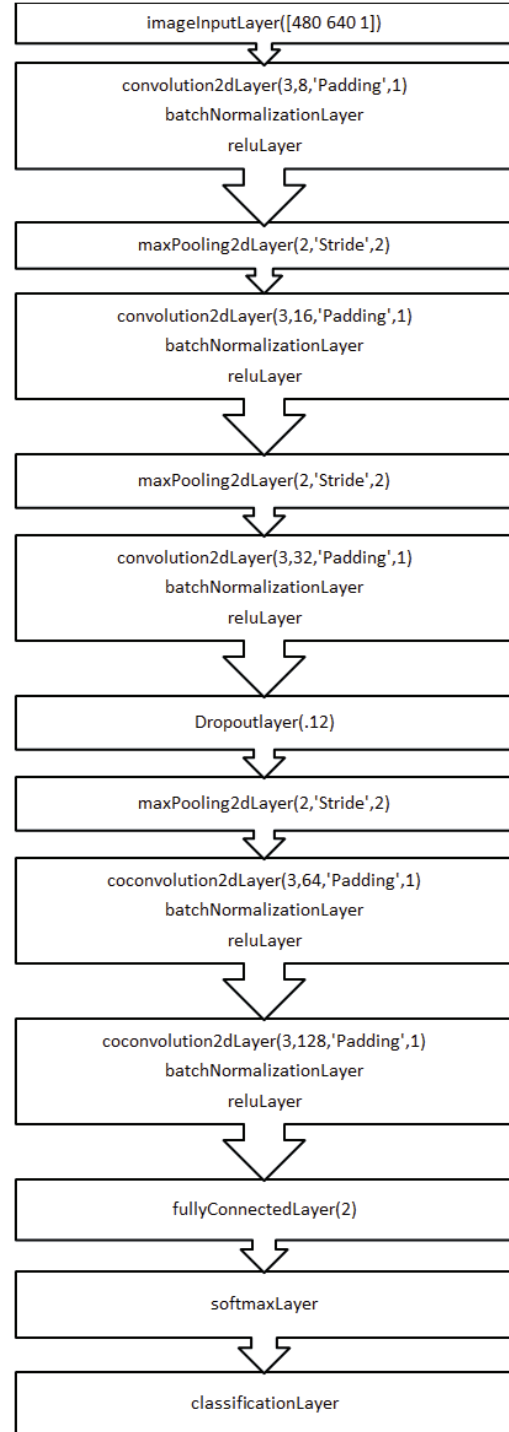 imageInputLayer([480 640 1])
convolution2dLayer(3,8,'Padding',1)
batchNormalizationLayer
reluLayer
maxPooling2dLayer(2,'Stride',2)
convolution2dLayer(3,16,'Padding',1)
batchNormalizationLayer
reluLayer
maxPooling2dLayer(2,'Stride',2)
convolution2dLayer(3,32,'Padding',1)
batchNormalizationLayer
reluLayer
Dropoutlayer(.12)
maxPooling2dLayer(2,'Stride',2)
coconvolution2dLayer(3,64,'Padding',1)
batchNormalizationLayer
reluLayer
coconvolution2dLayer(3,128,'Padding',1)
batchNormalizationLayer
reluLayer
fullyConnectedLayer(2)
softmaxLayer
classificationLayer